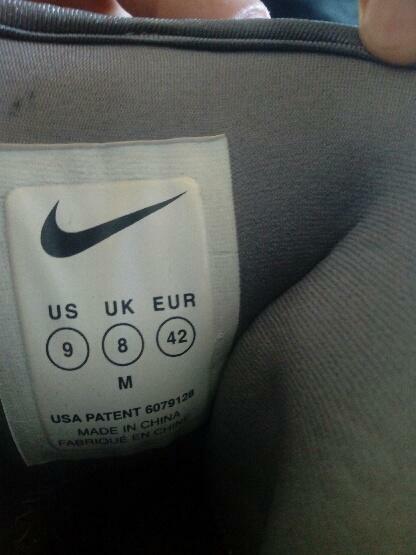 US UK EUR
9 8 42
M
USA PATENT 6079128
MADE IN CHINA
FABRIQUÉ EN CHINE